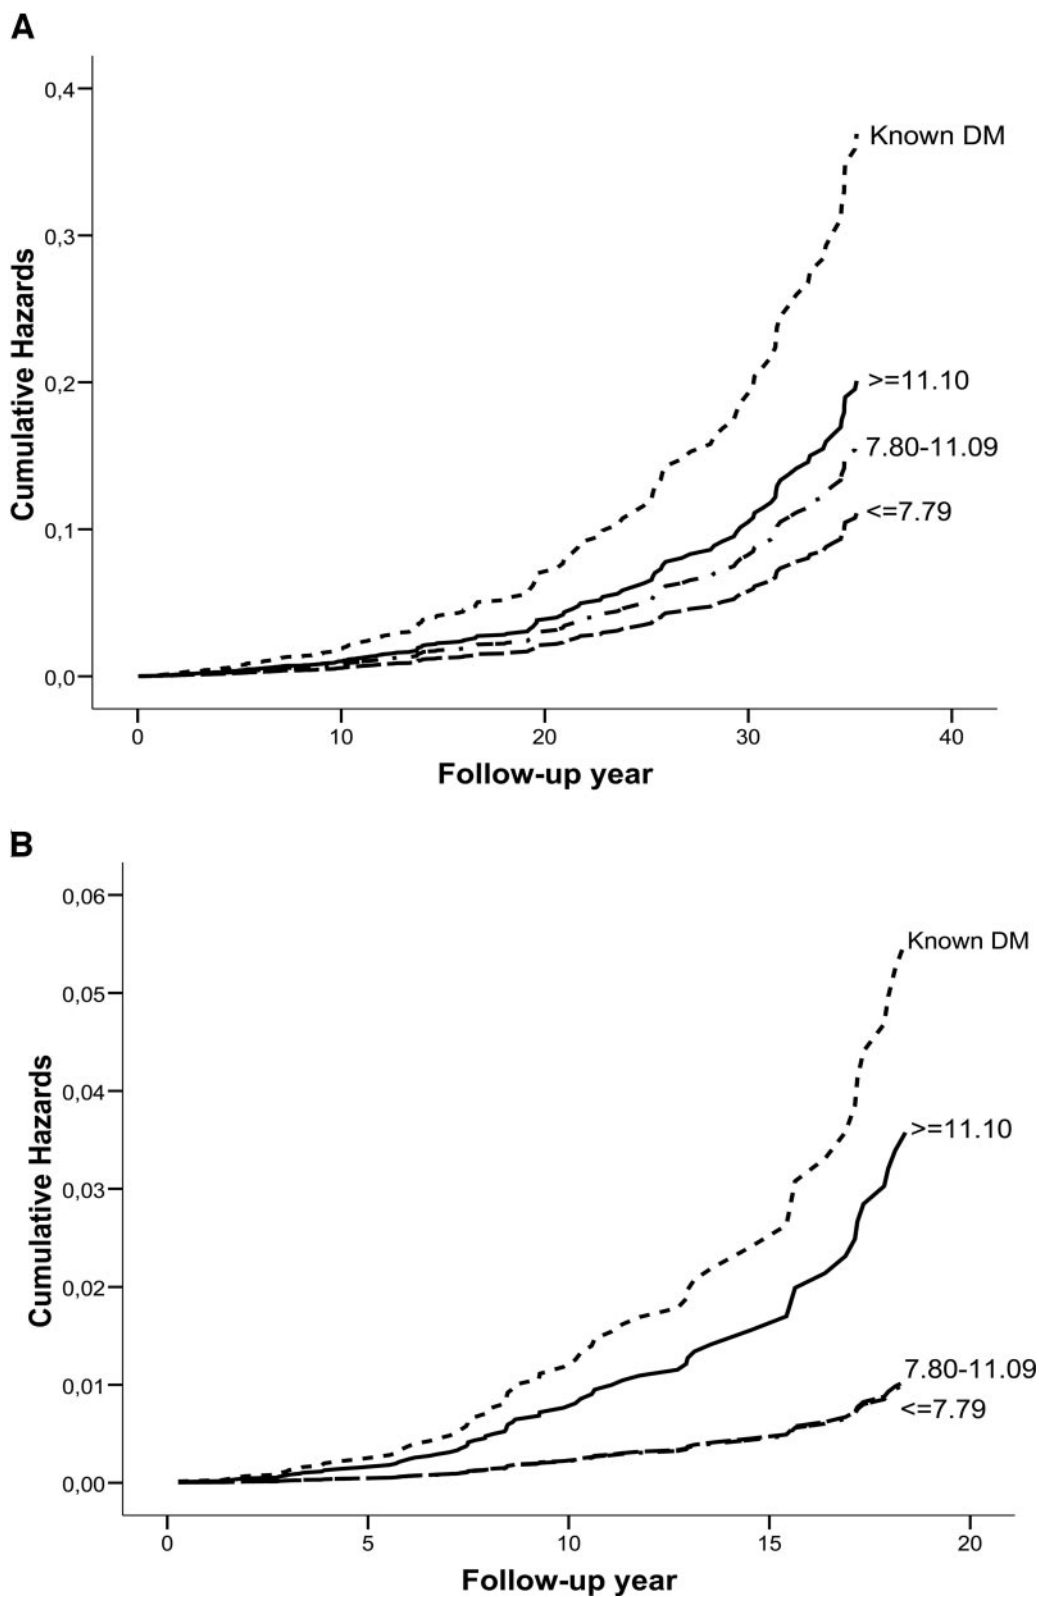 A
0,4
Known DM
0,3
Cumulative Hazards
0,2
>=11.10
7.80-11.09
<=7.79
0,1
0,0
0 10 20 30 40
Follow-up year
B
0,06
Known DM
0,05
0,04
>=11.10
Cumulative Hazards
0,03
0,02
7.80-11.09
0,01
<=7.79
0,00
0 5 10 15 20
Follow-up year